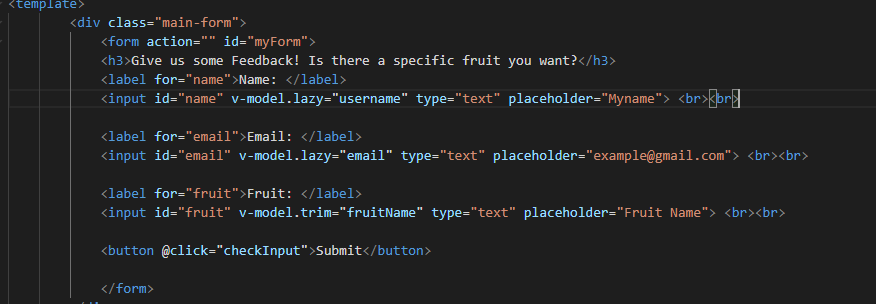 <template>
<div class="main-form">
<form action="" id="myForm">
<h3>Give us some Feedback! Is there a specific fruit you want?</h3>
<label for="name">Name: </label>
<input id="name" v-model.lazy="username" type="text" placeholder="Myname"> <br><br>
<label for="email">Email: </label>
<input id="email" v-model.lazy="email" type="text" placeholder="example@gmail.com"> <br><br>
<label for="fruit">Fruit: </label>
<input id="fruit" v-model.trim="fruitName" type="text" placeholder="Fruit Name"> <br><br>
<button @click="checkInput">Submit</button>
</form>